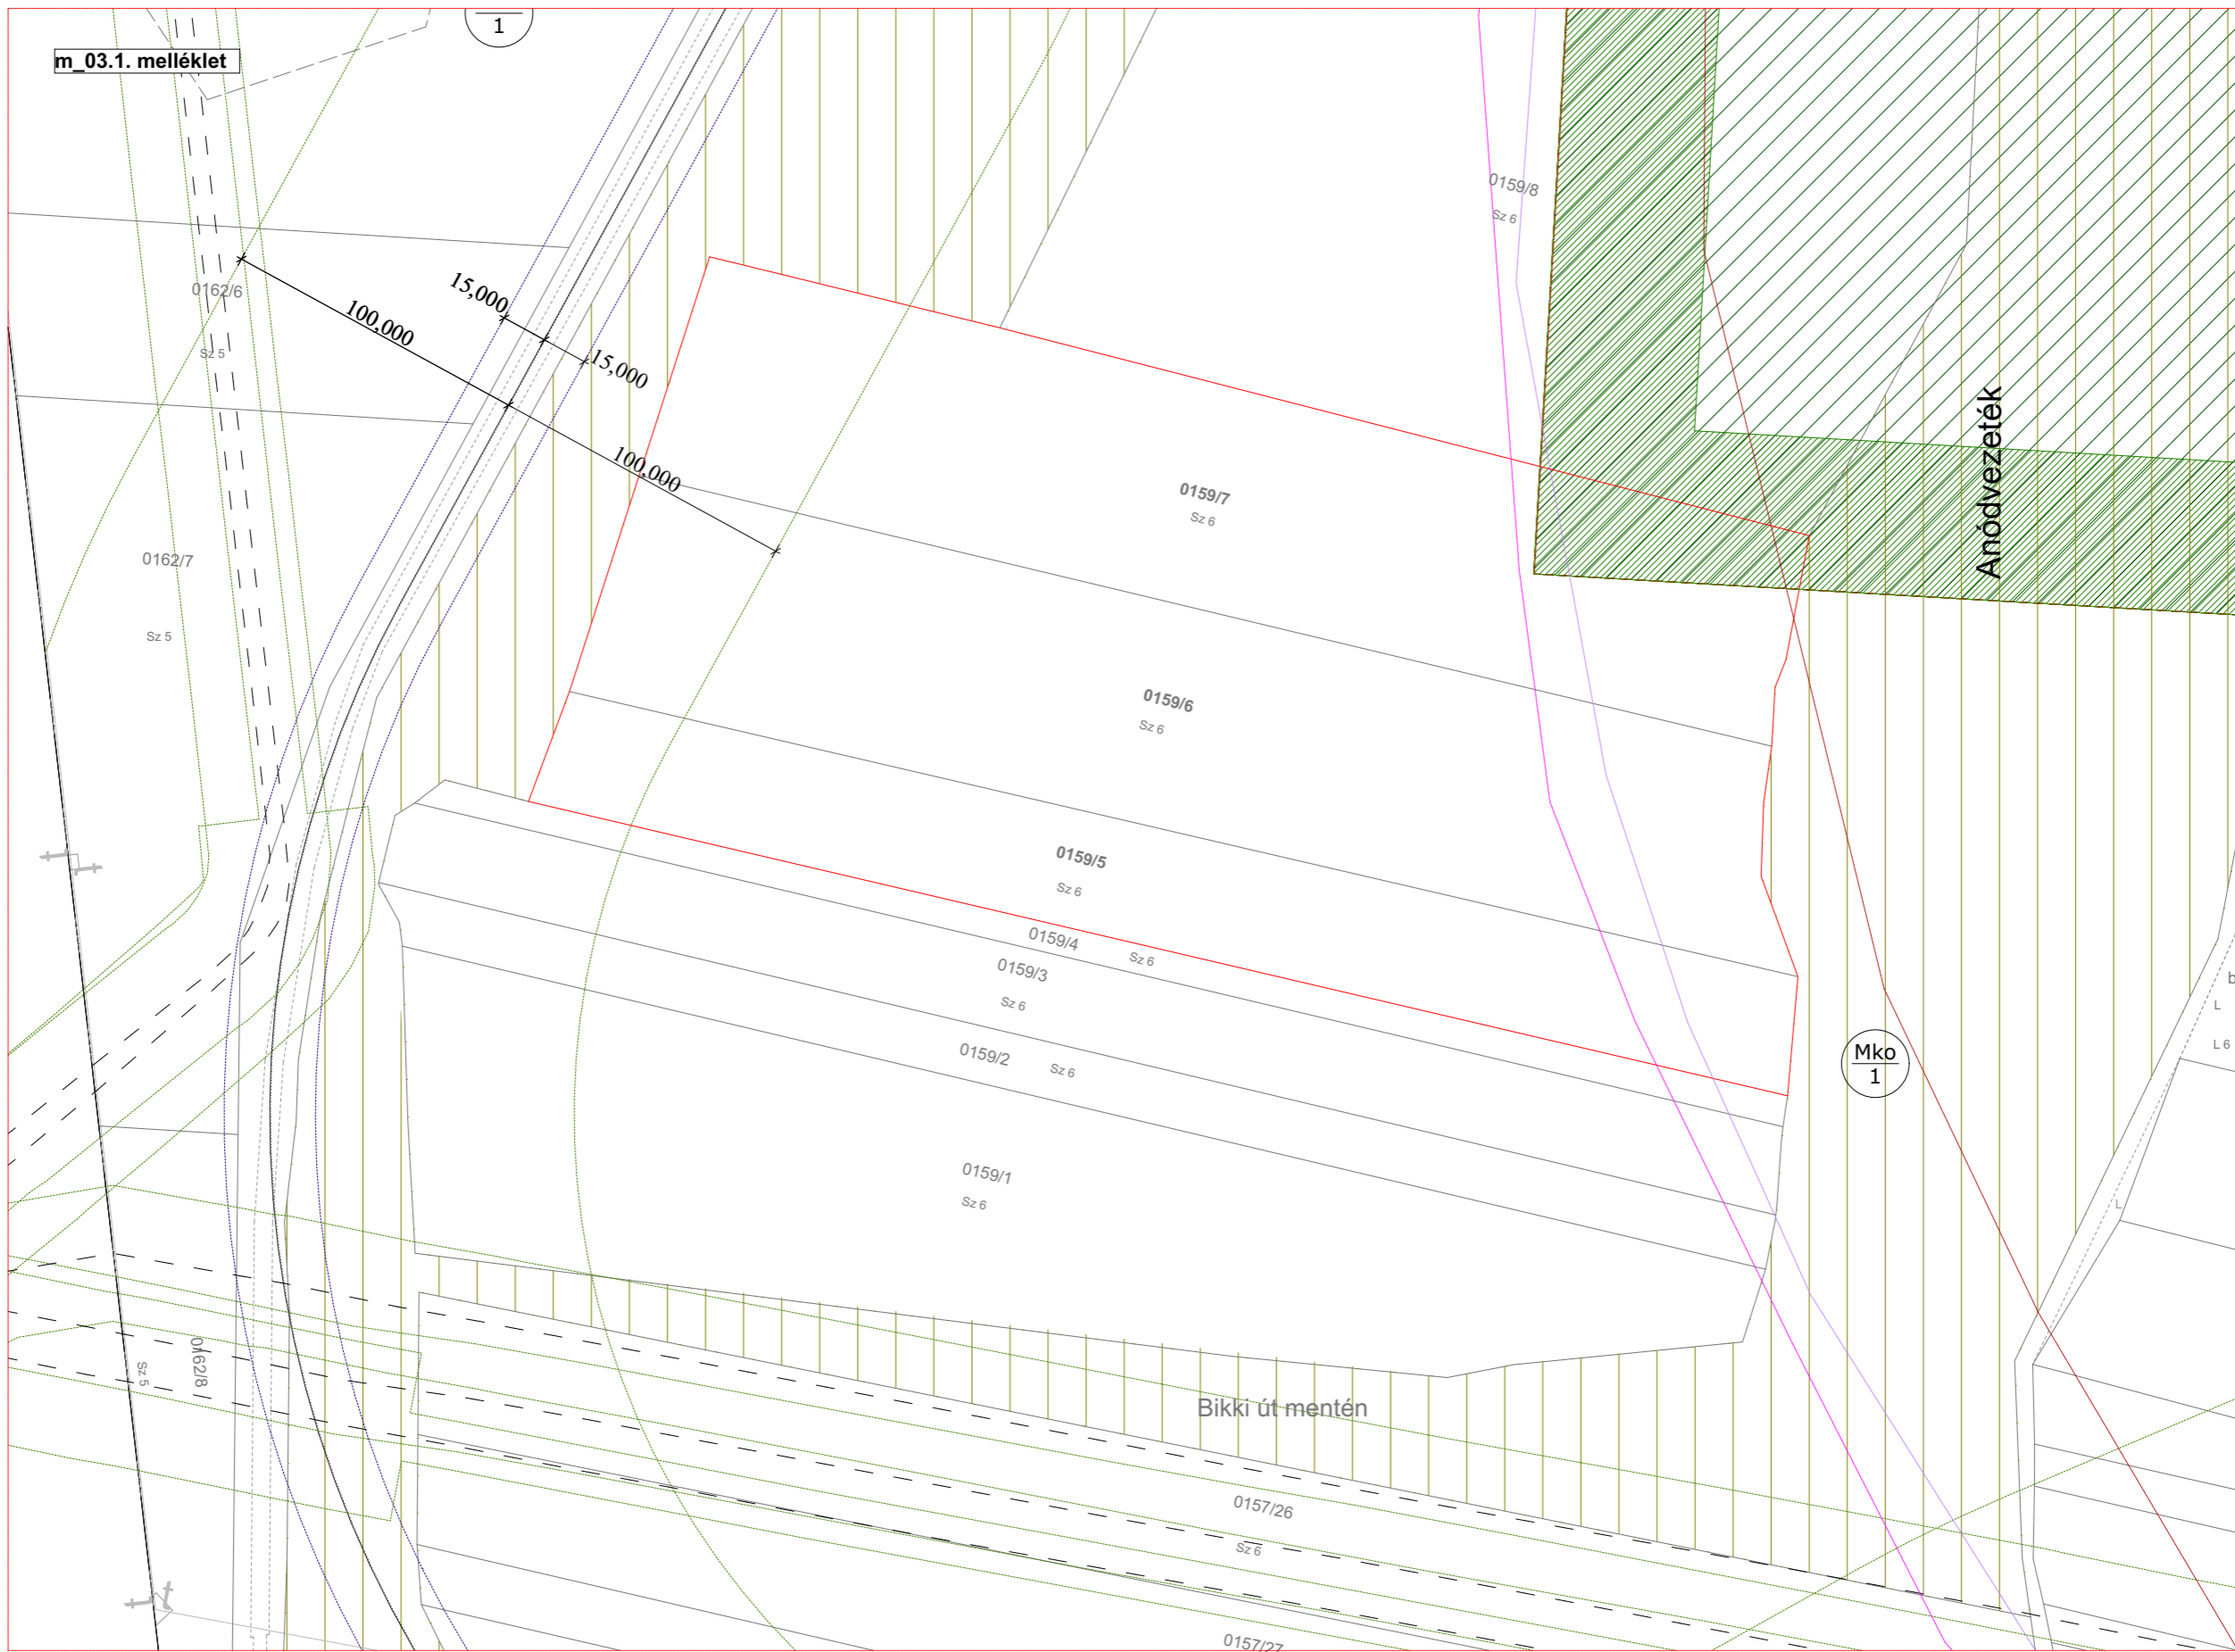 1
m_03.1. melléklet
0159/8
Sz 6
0162/6
15,000
100,000
Sz 5
15,000
Anódvezeték
100,000
0159/7
Sz 6
0162/7
Sz 5
0159/6
Sz 6
0159/5
Sz 6
t
t
0159/4
Sz 6
0159/3
Sz 6
b
L
L 6
0159/2
Sz 6
Mko
1
0159/1
Sz 6
L
0162/8
Sz 5
Bikki út mentén
0157/26
Sz 6
t
t
0157/27